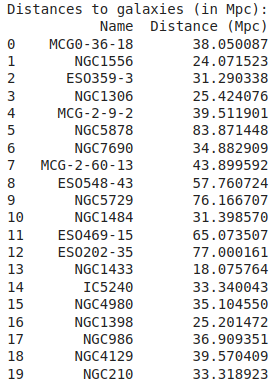 Distances to galaxies (in Mpc):
Name Distance (Mpc)
0 MCG0-36-18 38.050087
1 NGC1556 24.071523
2 ESO359-3 31.290338
3 NGC1306 25.424076
4 MCG-2-9-2 39.511901
5 NGC5878 83.871448
6 NGC7690 34.882909
7 MCG-2-60-13 43.899592
8 ESO548-43 57.760724
9 NGC5729 76.166707
10 NGC1484 31.398570
11 ESO469-15 65.073507
12 ESO202-35 77.000161
13 NGC1433 18.075764
14 IC5240 33.340043
15 NGC4980 35.104550
16 NGC1398 25.201472
17 NGC986 36.909351
18 NGC4129 39.570409
19 NGC210 33.318923